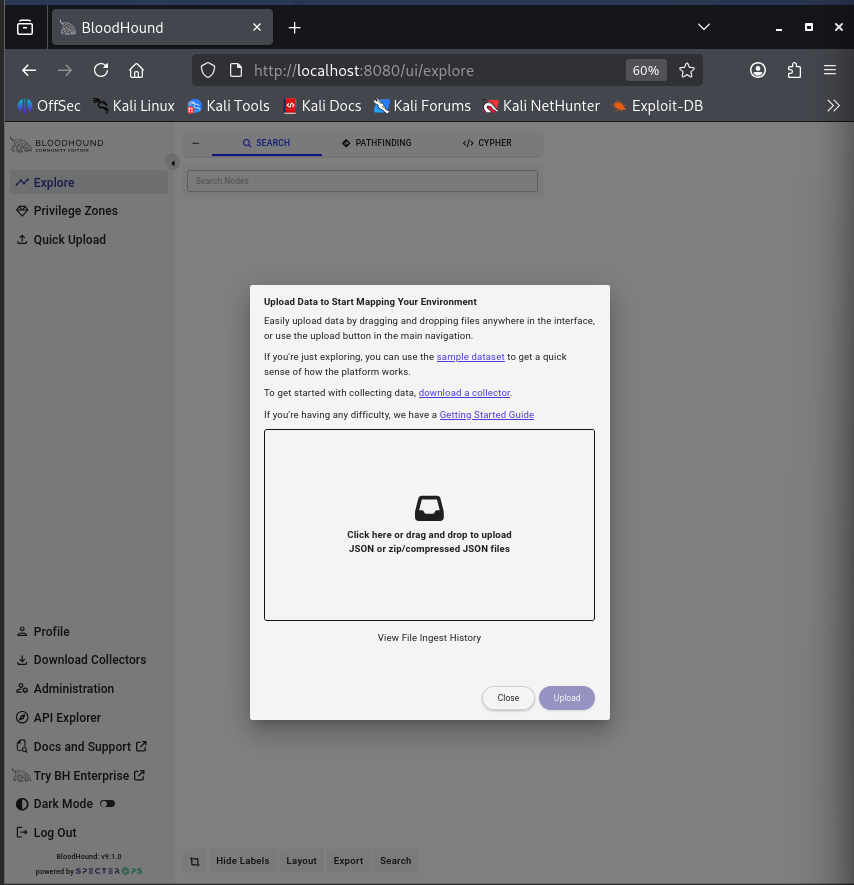 BloodHound
http://localhost:8080/ui/explore
60%
OffSec
Kali Linux
Kali Tools
Kali Docs
Kali Forums
Kali NetHunter
Exploit-DB
BLOODHOUND
COMMUNITY EDITION
SEARCH
PATHFINDING
</> CYPHER
Search Nodes
Explore
Privilege Zones
Quick Upload
Upload Data to Start Mapping Your Environment
Easily upload data by dragging and dropping files anywhere in the interface,
or use the upload button in the main navigation.
If you're just exploring, you can use the sample dataset to get a quick
sense of how the platform works.
To get started with collecting data, download a collector.
If you're having any difficulty, we have a Getting Started Guide
Click here or drag and drop to upload
JSON or zip/compressed JSON files
View File Ingest History
Close
Upload
Profile
Download Collectors
Administration
API Explorer
Docs and Support
Try BH Enterprise
Dark Mode
Log Out
BloodHound: v9.1.0
powered by SPECTEROPS
Hide Labels
Layout
Export
Search